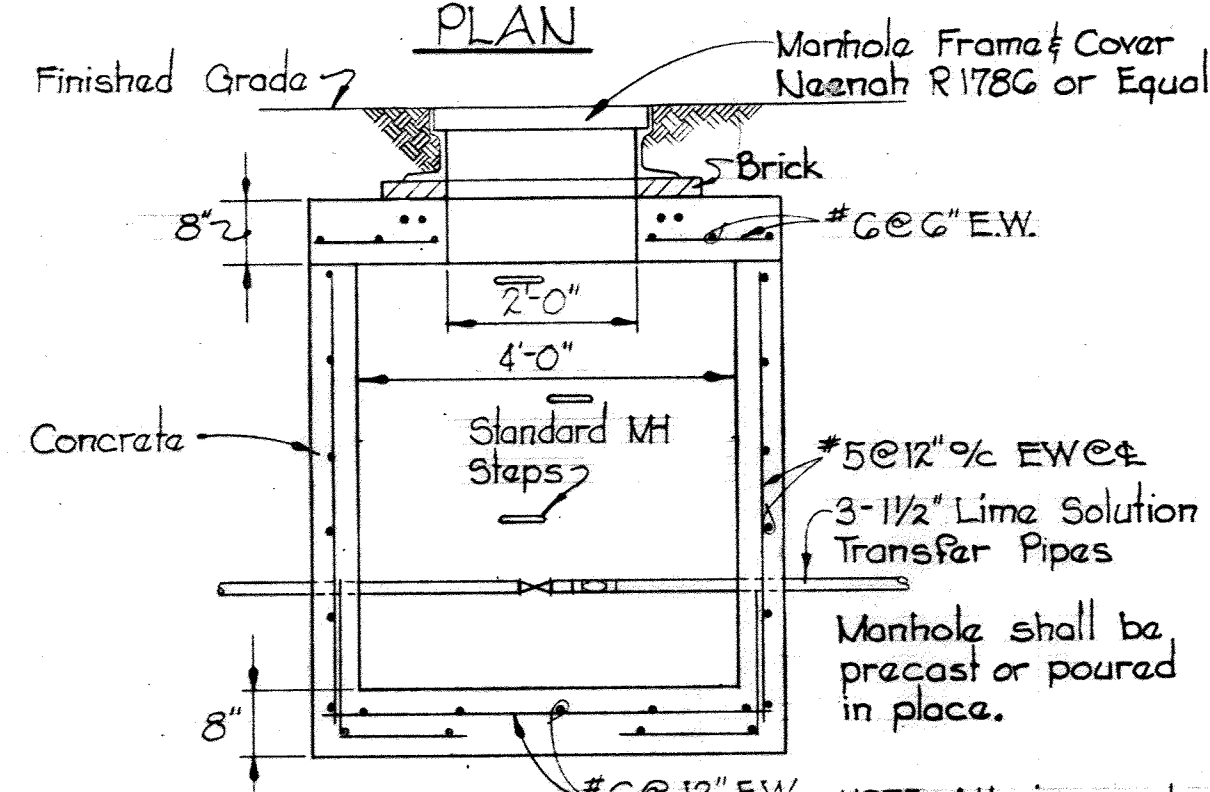 PLAN
Finished Grade
Manhole Frame & Cover
Neenah R1786 or Equal
Brick
8"
#6@6" E.W.
2'-0"
4'-0"
Standard MH
Steps
Concrete
#5@12" o/c EW@℄
3-1½" Lime Solution
Transfer Pipes
Manhole shall be
precast or poured
in place.
8"
#6@12" E.W.